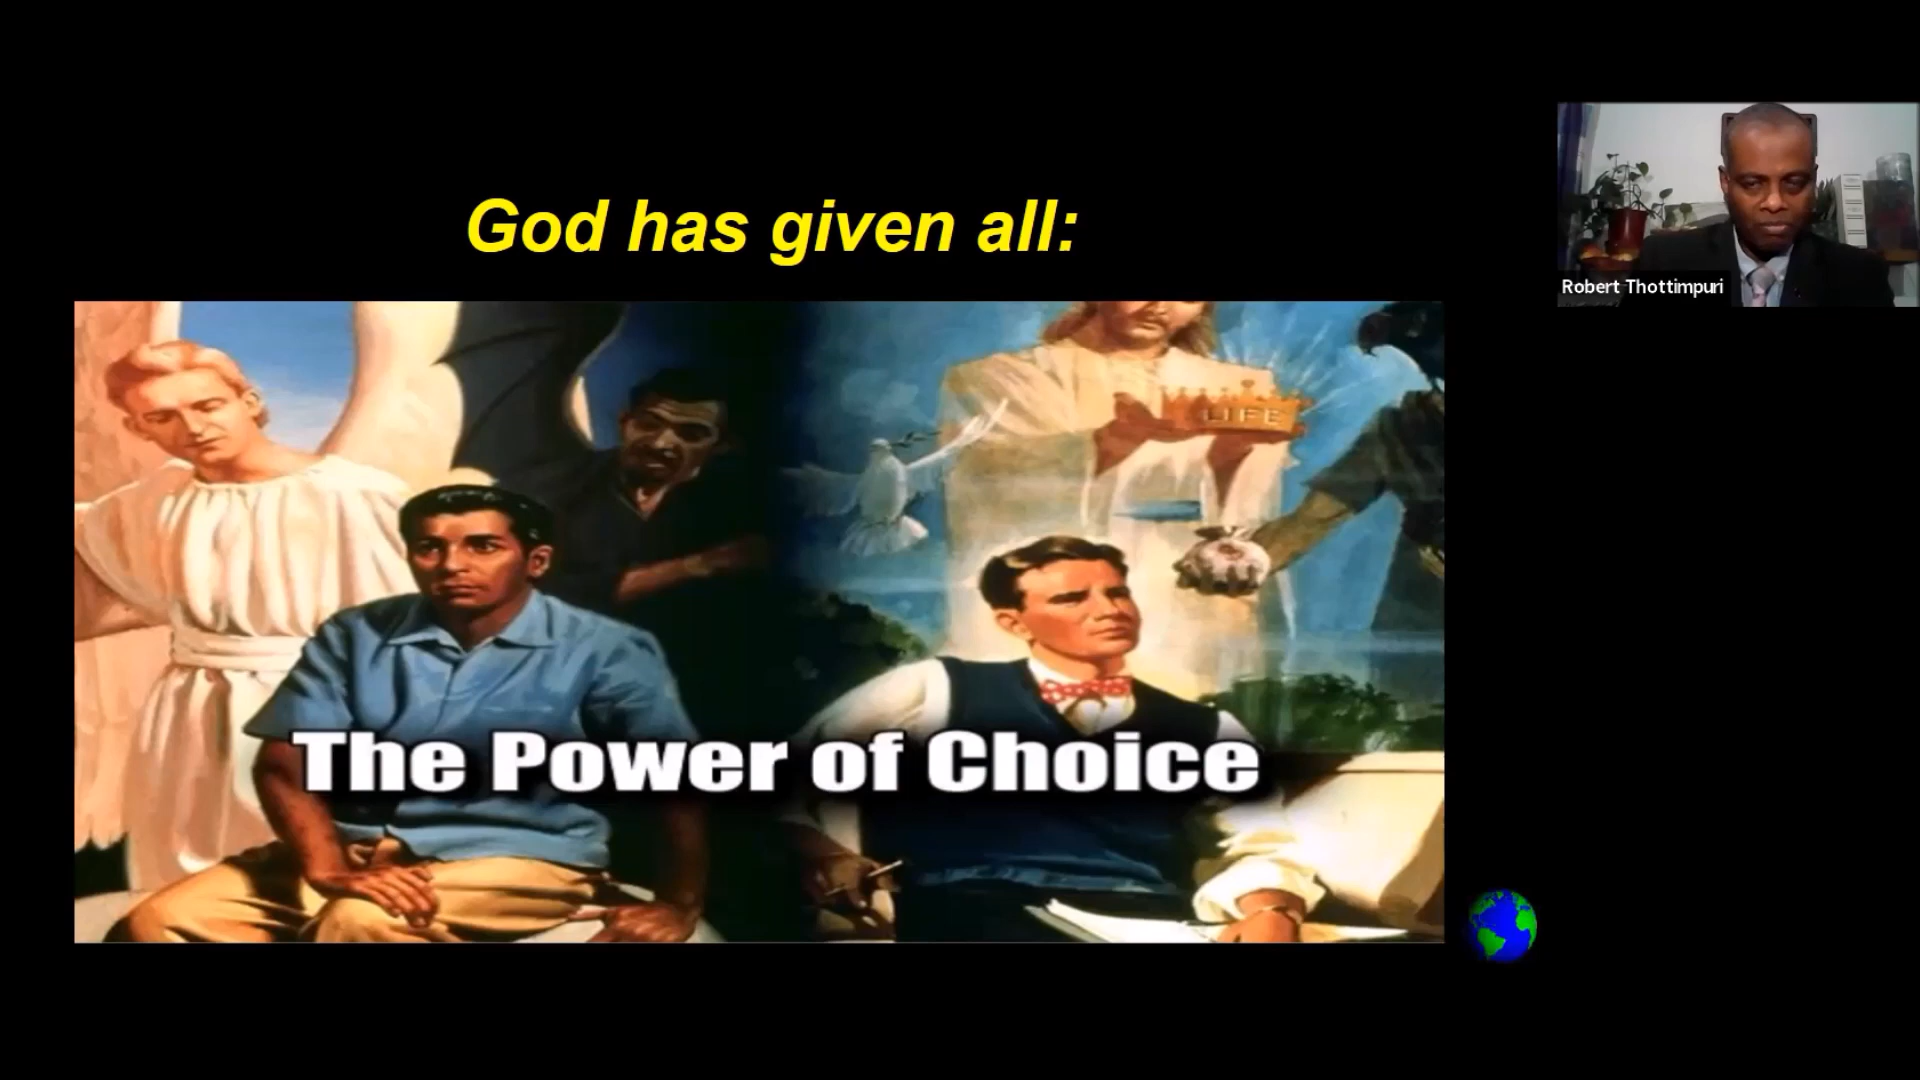 God has given all:
LIFE
The Power of Choice
Robert Thottimpuri